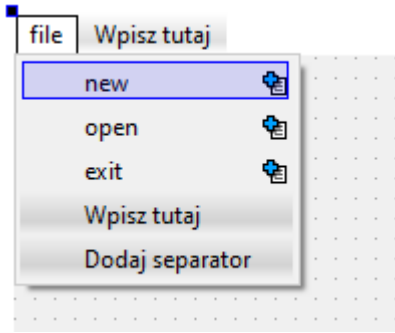 file Wpisz tutaj
new
open
exit
Wpisz tutaj
Dodaj separator